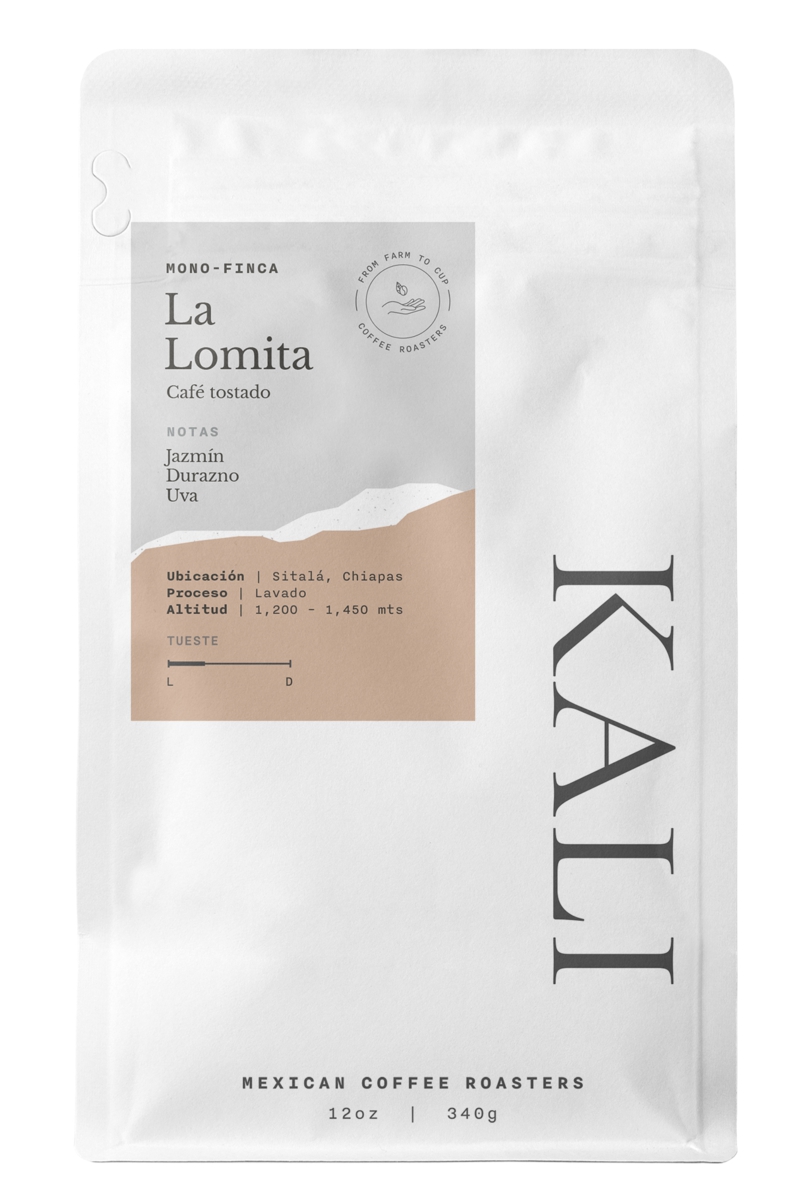 MONO-FINCA
La
Lomita
Café tostado
FROM FARM TO CUP
COFFEE ROASTERS
NOTAS
Jazmín
Durazno
Uva
Ubicación | Sitalá, Chiapas
Proceso | Lavado
Altitud | 1,200 - 1,450 mts
TUESTE
L D
KALI
MEXICAN COFFEE ROASTERS
12oz | 340g